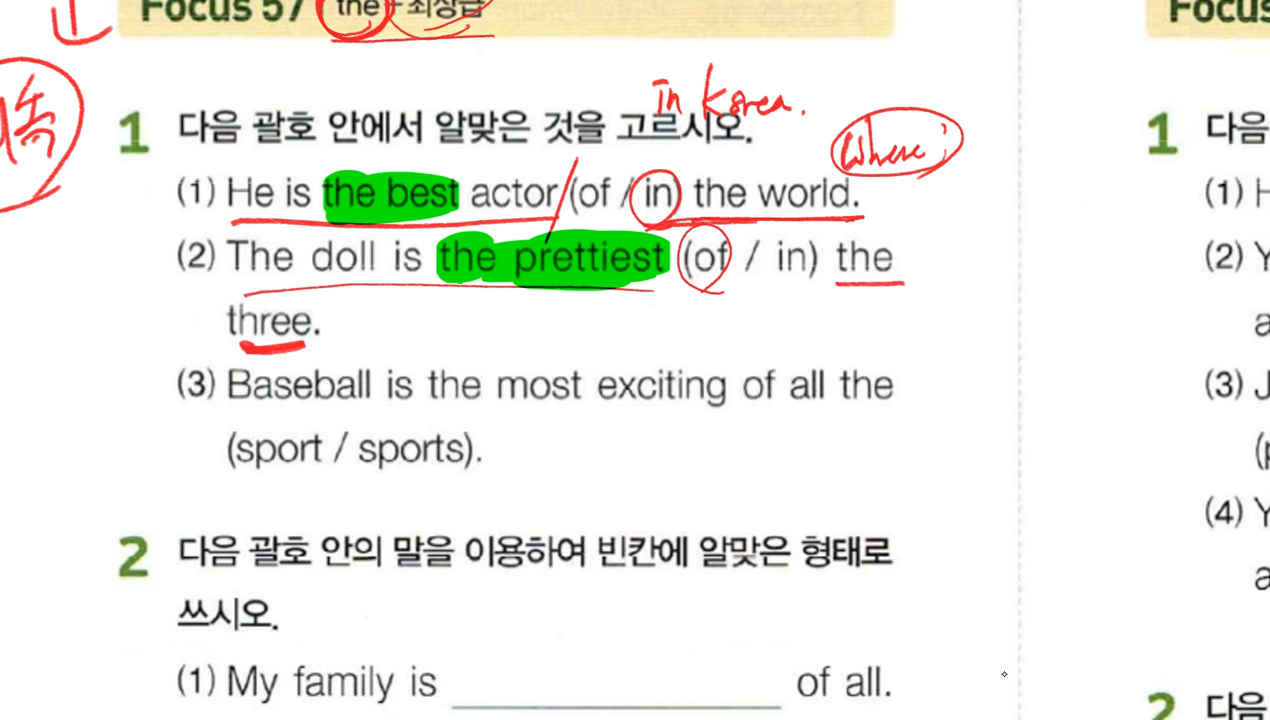 Focus 57 the + 최상급
in Korea.
1 다음 괄호 안에서 알맞은 것을 고르시오.
where?
(1) He is the best actor (of / in) the world.
(2) The doll is the prettiest (of / in) the
three.
(3) Baseball is the most exciting of all the
(sport / sports).
2 다음 괄호 안의 말을 이용하여 빈칸에 알맞은 형태로
쓰시오.
(1) My family is of all.
Focus
1 다음
(1) H
(2) Y
a
(3) J
(p
(4) Y
a
2 다음